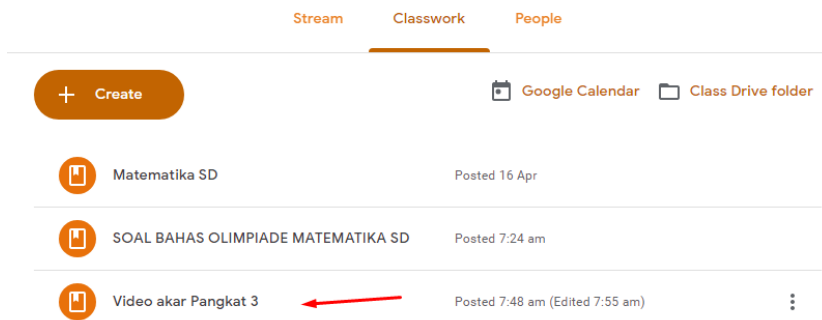 Stream Classwork People
+ Create Google Calendar Class Drive folder
Matematika SD Posted 16 Apr
SOAL BAHAS OLIMPIADE MATEMATIKA SD Posted 7:24 am
Video akar Pangkat 3 Posted 7:48 am (Edited 7:55 am)